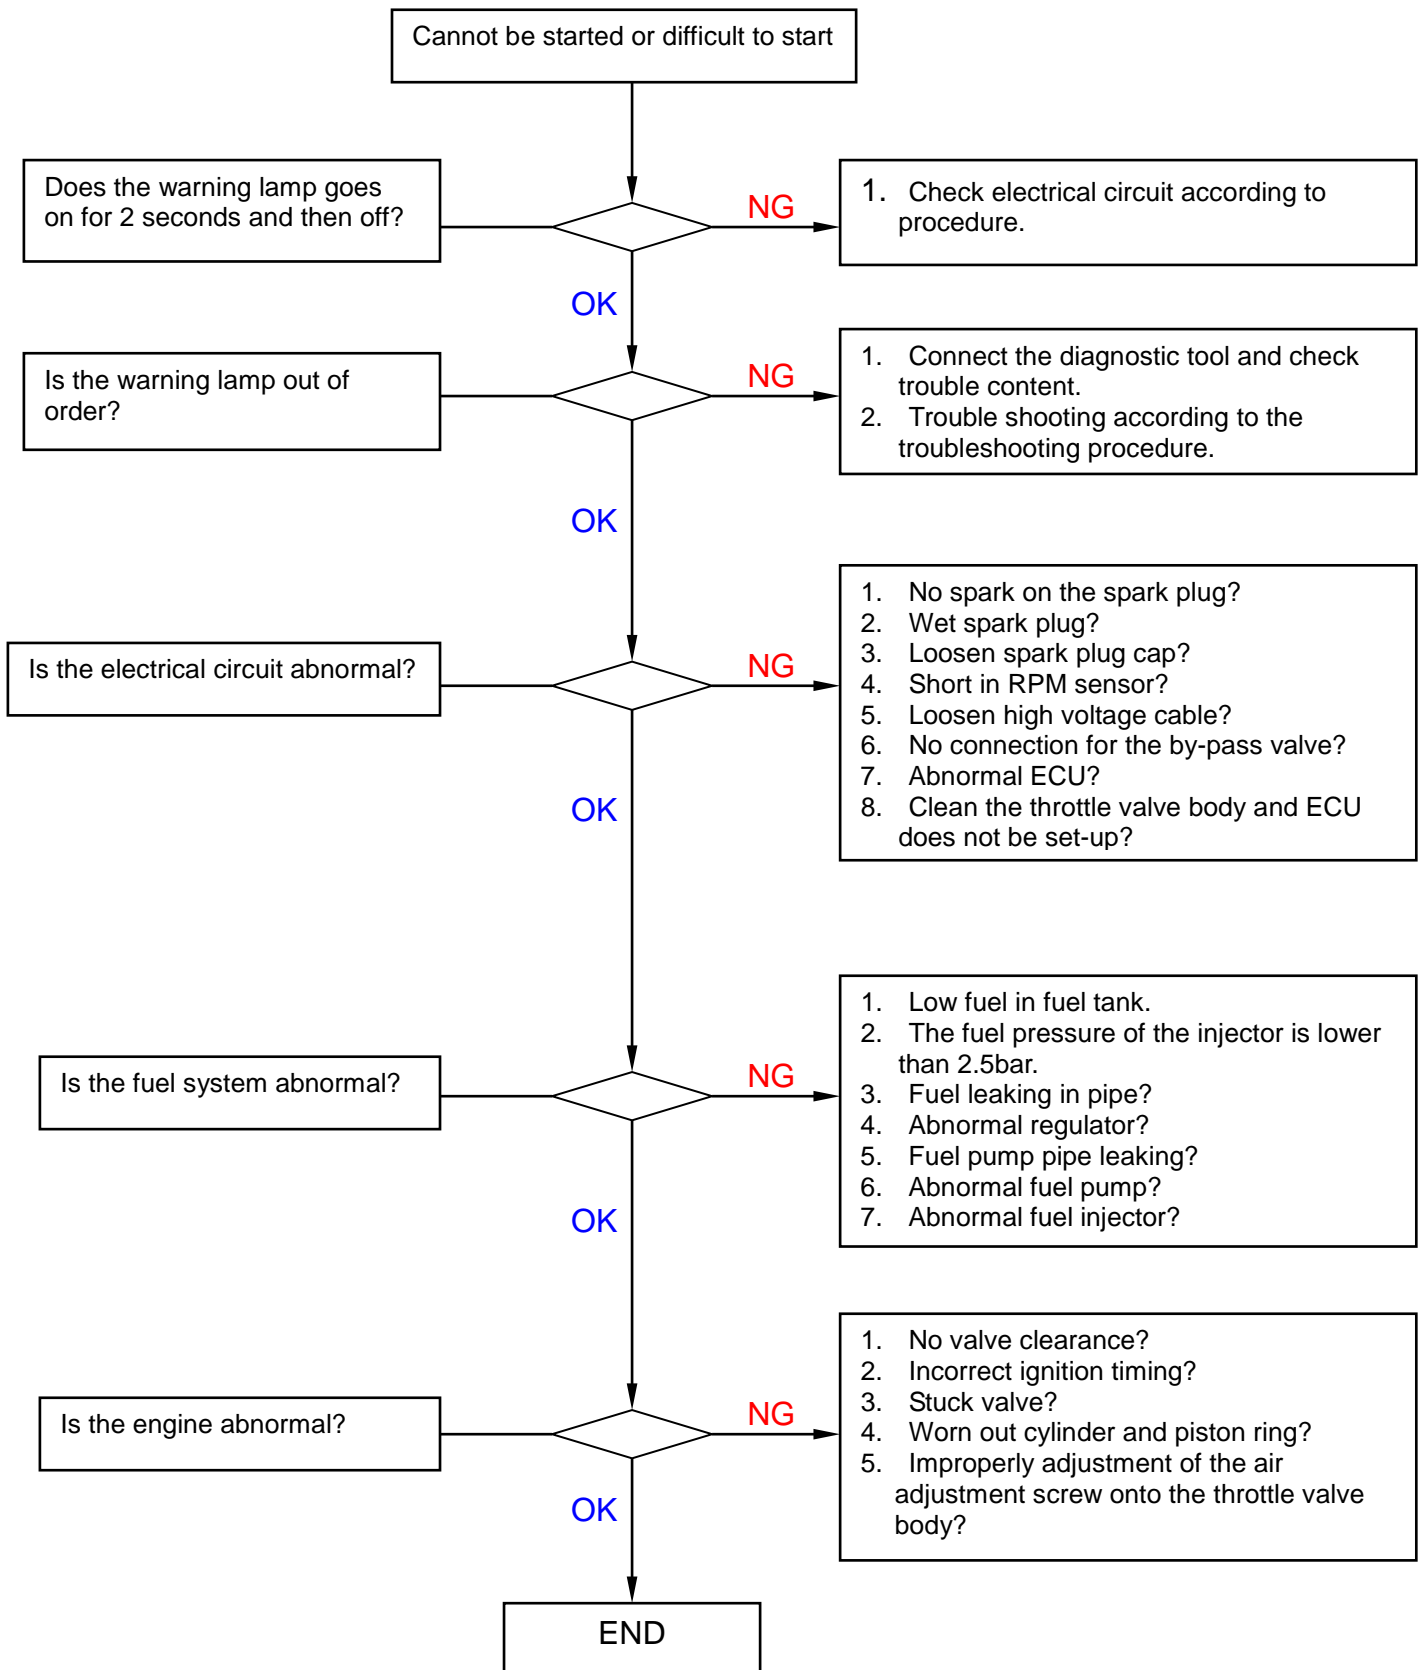 Cannot be started or difficult to start
Does the warning lamp goes
on for 2 seconds and then off?
NG
1. Check electrical circuit according to
procedure.
OK
Is the warning lamp out of
order?
NG
1. Connect the diagnostic tool and check
trouble content.
2. Trouble shooting according to the
troubleshooting procedure.
OK
Is the electrical circuit abnormal?
NG
1. No spark on the spark plug?
2. Wet spark plug?
3. Loosen spark plug cap?
4. Short in RPM sensor?
5. Loosen high voltage cable?
6. No connection for the by-pass valve?
7. Abnormal ECU?
8. Clean the throttle valve body and ECU
does not be set-up?
OK
Is the fuel system abnormal?
NG
1. Low fuel in fuel tank.
2. The fuel pressure of the injector is lower
than 2.5bar.
3. Fuel leaking in pipe?
4. Abnormal regulator?
5. Fuel pump pipe leaking?
6. Abnormal fuel pump?
7. Abnormal fuel injector?
OK
Is the engine abnormal?
NG
1. No valve clearance?
2. Incorrect ignition timing?
3. Stuck valve?
4. Worn out cylinder and piston ring?
5. Improperly adjustment of the air
adjustment screw onto the throttle valve
body?
OK
END